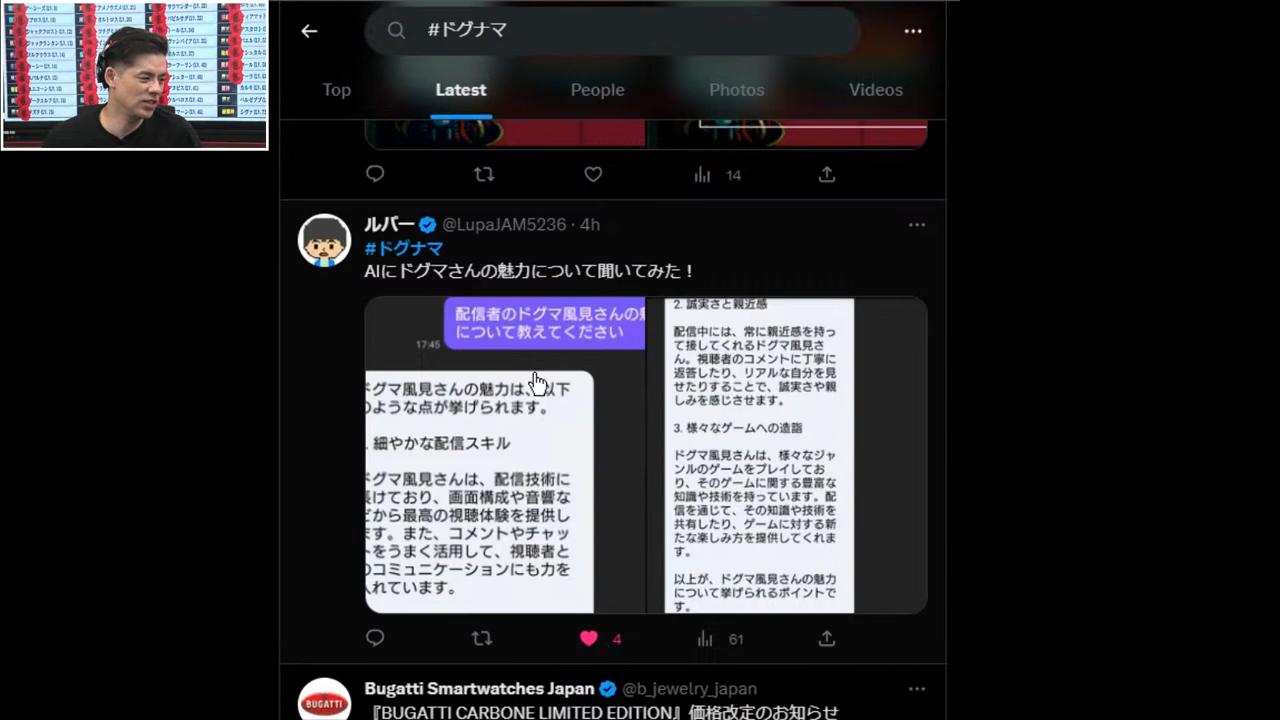 #ドグナマ
Top
Latest
People
Photos
Videos
14
ルパー @LupaJAM5236 · 4h
#ドグナマ
AIにドグマさんの魅力について聞いてみた！
配信者のドグマ風見さんの
について教えてください
17:45
ドグマ風見さんの魅力は、以下
のような点が挙げられます。
. 細やかな配信スキル
ドグマ風見さんは、配信技術に
長けており、画面構成や音響な
どから最高の視聴体験を提供し
ます。また、コメントやチャッ
トをうまく活用して、視聴者と
のコミュニケーションにも力を
入れています。
2. 誠実さと親近感
配信中には、常に親近感を持っ
て接してくれるドグマ風見さ
ん。視聴者のコメントに丁寧に
返答したり、リアルな自分を見
せたりすることで、誠実さや親
しみを感じさせます。
3. 様々なゲームへの造詣
ドグマ風見さんは、様々なジャ
ンルのゲームをプレイしてお
り、そのゲームに関する豊富な
知識や技術を持っています。配
信を通じて、その知識や技術を
共有したり、ゲームに対する新
たな楽しみ方を提供してくれま
す。
以上が、ドグマ風見さんの魅力
について挙げられるポイントで
す。
4
61
BUGATTI
Bugatti Smartwatches Japan @b_jewelry_japan
『BUGATTI CARBONE LIMITED EDITION』価格改定のお知らせ